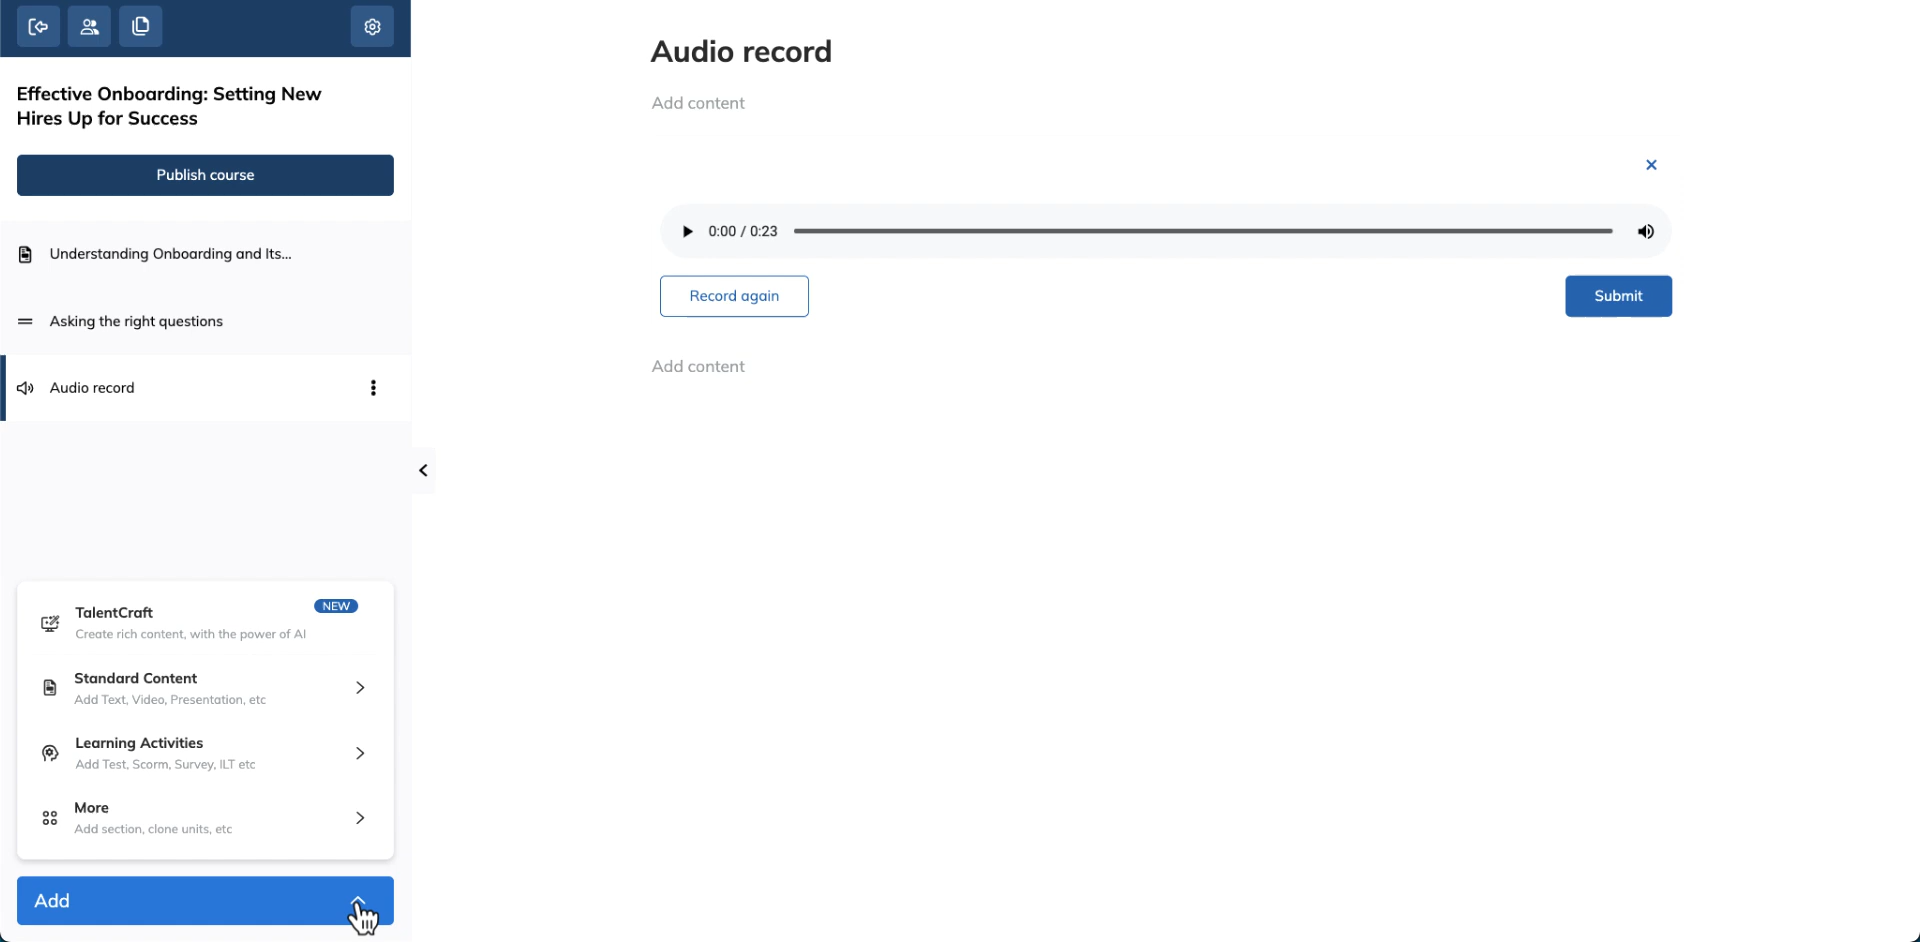 Effective Onboarding: Setting New
Hires Up for Success
Publish course
Understanding Onboarding and Its...
Asking the right questions
Audio record
TalentCraft
NEW
Create rich content, with the power of AI
Standard Content
Add Text, Video, Presentation, etc
Learning Activities
Add Test, Scorm, Survey, ILT etc
More
Add section, clone units, etc
Add
Audio record
Add content
0:00 / 0:23
Record again
Submit
Add content